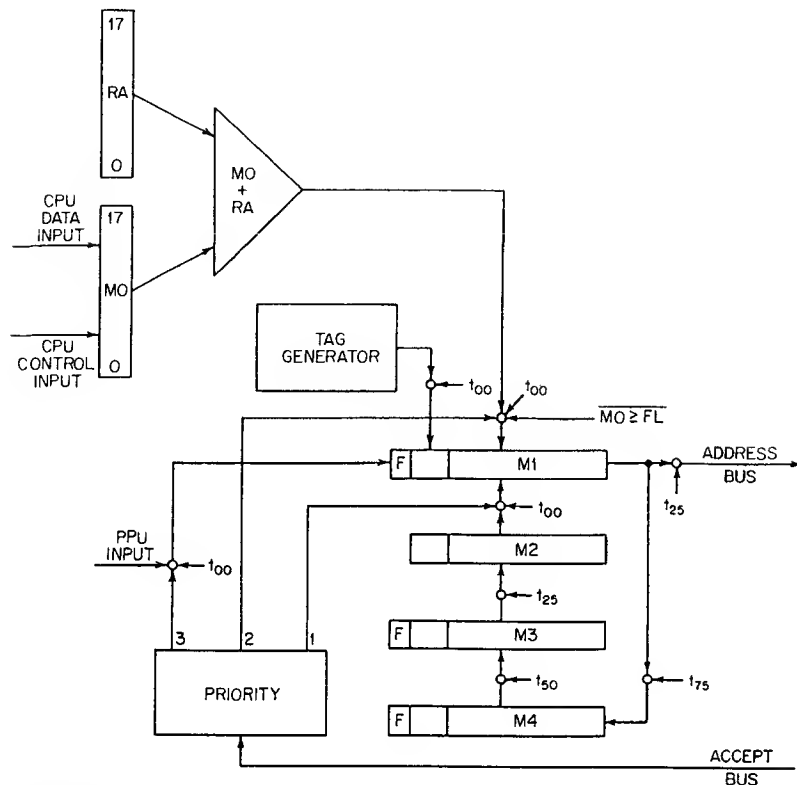 17
RA
0
MO
+
RA
CPU
DATA
INPUT
17
MO
0
CPU
CONTROL
INPUT
TAG
GENERATOR
t00
t00
MO ≥ FL
F
M1
ADDRESS
BUS
t25
t00
PPU
INPUT
t00
M2
t25
3
2
1
F
M3
PRIORITY
t50
t75
F
M4
ACCEPT
BUS